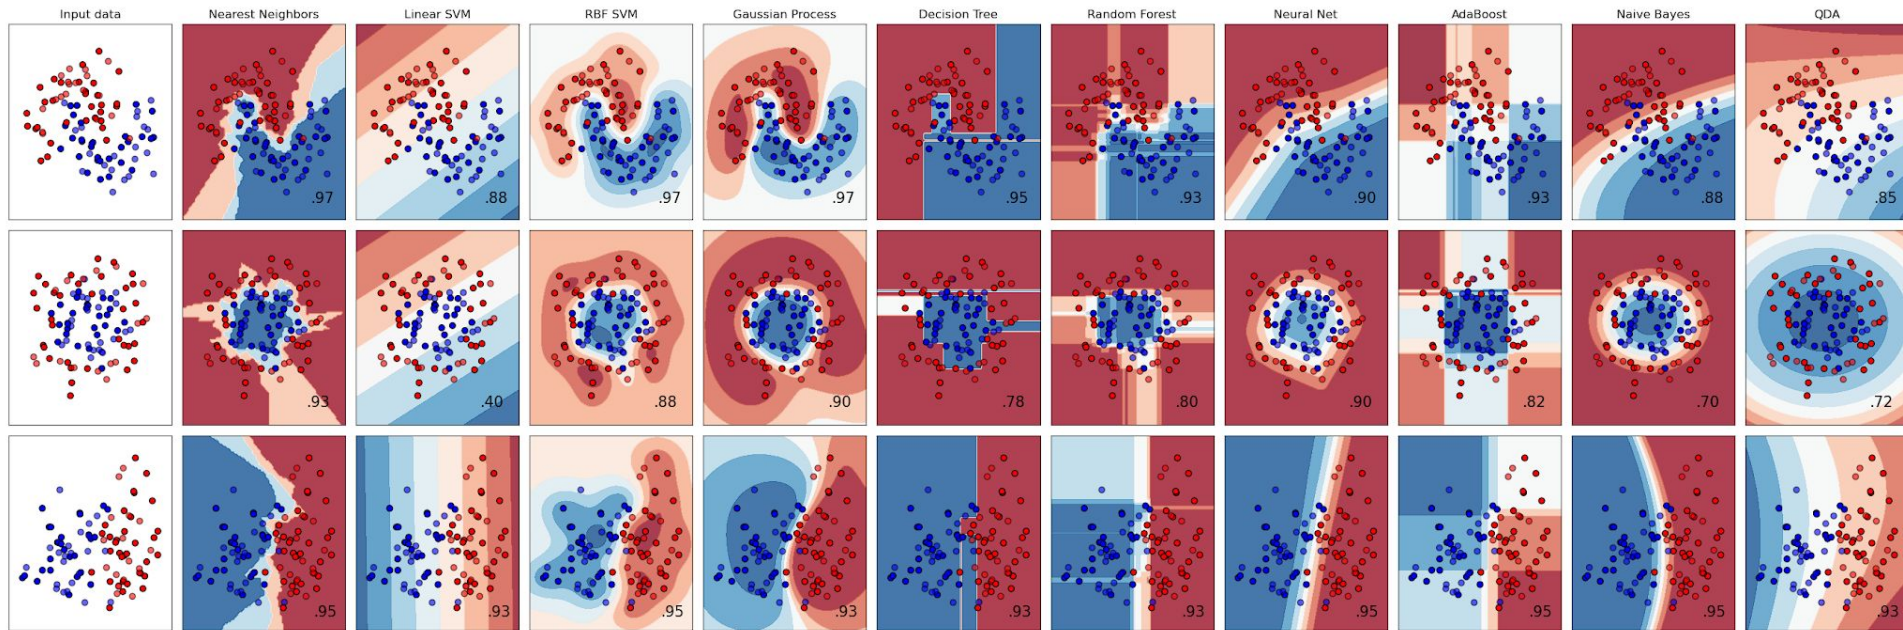 Input data Nearest Neighbors Linear SVM RBF SVM Gaussian Process Decision Tree Random Forest Neural Net AdaBoost Naive Bayes QDA
.97 .88 .97 .97 .95 .93 .90 .93 .88 .85
.93 .40 .88 .90 .78 .80 .90 .82 .70 .72
.95 .93 .95 .93 .93 .93 .95 .95 .95 .93